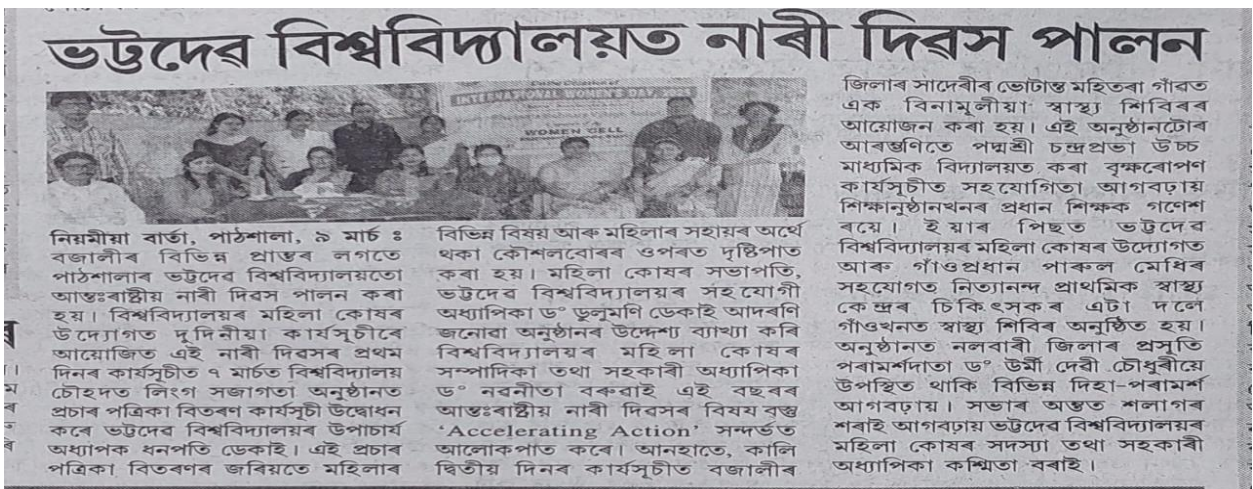 ভট্টদেৱ বিশ্ববিদ্যালয়ত নাৰী দিৱস পালন
INTERNATIONAL WOMEN'S DAY, 2025
WOMEN CELL
নিয়মীয়া বাৰ্তা, পাঠশালা, ৯ মাৰ্চ ঃ
বজালীৰ বিভিন্ন প্ৰান্তৰ লগতে
পাঠশালাৰ ভট্টদেৱ বিশ্ববিদ্যালয়তো
আন্তঃৰাষ্ট্ৰীয় নাৰী দিৱস পালন কৰা
হয়। বিশ্ববিদ্যালয়ৰ মহিলা কোষৰ
উদ্যোগত দুদিনীয়া কাৰ্যসূচীৰে
আয়োজিত এই নাৰী দিৱসৰ প্ৰথম
দিনৰ কাৰ্যসূচীত ৭ মাৰ্চত বিশ্ববিদ্যালয়
চৌহদত লিংগ সজাগতা অনুষ্ঠানত
প্ৰচাৰ পত্ৰিকা বিতৰণ কাৰ্যসূচী উদ্বোধন
কৰে ভট্টদেৱ বিশ্ববিদ্যালয়ৰ উপাচাৰ্য
অধ্যাপক ধনপতি ডেকাই। এই প্ৰচাৰ
পত্ৰিকা বিতৰণৰ জৰিয়তে মহিলাৰ
বিভিন্ন বিষয় আৰু মহিলাৰ সহায়ৰ অৰ্থে
থকা কৌশলবোৰৰ ওপৰত দৃষ্টিপাত
কৰা হয়। মহিলা কোষৰ সভাপতি,
ভট্টদেৱ বিশ্ববিদ্যালয়ৰ সহযোগী
অধ্যাপিকা ড° ডুলুমণি ডেকাই আদৰণি
জনোৱা অনুষ্ঠানৰ উদ্দেশ্য ব্যাখ্যা কৰি
বিশ্ববিদ্যালয়ৰ মহিলা কোষৰ
সম্পাদিকা তথা সহকাৰী অধ্যাপিকা
ড° নৱনীতা বৰুৱাই এই বছৰৰ
আন্তঃৰাষ্ট্ৰীয় নাৰী দিৱসৰ বিষয়বস্তু
‘Accelerating Action’ সন্দৰ্ভত
আলোকপাত কৰে। আনহাতে, কালি
দ্বিতীয় দিনৰ কাৰ্যসূচীত বজালীৰ
জিলাৰ সাদেৰীৰ ভোটান্ত মহিতৰা গাঁৱত
এক বিনামূলীয়া স্বাস্থ্য শিবিৰৰ
আয়োজন কৰা হয়। এই অনুষ্ঠানটোৰ
আৰম্ভণিতে পদ্মশ্ৰী চন্দ্ৰপ্ৰভা উচ্চ
মাধ্যমিক বিদ্যালয়ত কৰা বৃক্ষৰোপণ
কাৰ্যসূচীত সহযোগিতা আগবঢ়ায়
শিক্ষানুষ্ঠানখনৰ প্ৰধান শিক্ষক গণেশ
ৰয়ে। ইয়াৰ পিছত ভট্টদেৱ
বিশ্ববিদ্যালয়ৰ মহিলা কোষৰ উদ্যোগত
আৰু গাঁওপ্ৰধান পাৰুল মেধিৰ
সহযোগত নিত্যানন্দ প্ৰাথমিক স্বাস্থ্য
কেন্দ্ৰৰ চিকিৎসকৰ এটা দলে
গাঁওখনত স্বাস্থ্য শিবিৰ অনুষ্ঠিত হয়।
অনুষ্ঠানত নলবাৰী জিলাৰ প্ৰসূতি
পৰামৰ্শদাতা ড° উৰ্মী দেৱী চৌধুৰীয়ে
উপস্থিত থাকি বিভিন্ন দিহা-পৰামৰ্শ
আগবঢ়ায়। সভাৰ অন্তত শলাগৰ
শৰাই আগবঢ়ায় ভট্টদেৱ বিশ্ববিদ্যালয়ৰ
মহিলা কোষৰ সদস্যা তথা সহকাৰী
অধ্যাপিকা কশ্মিতা বৰাই।